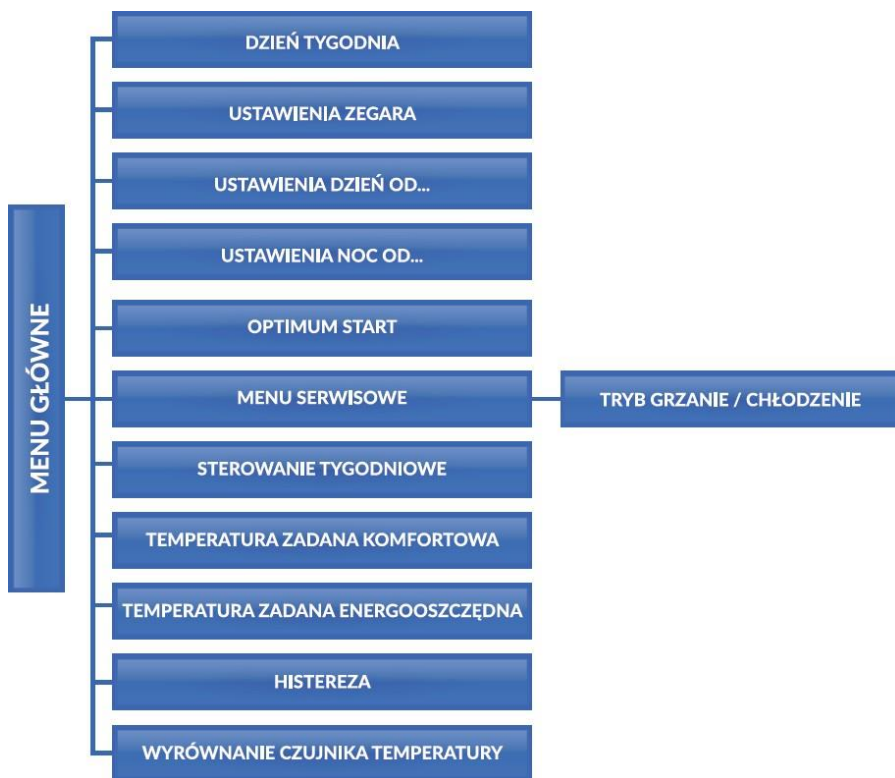 MENU GŁÓWNE
DZIEŃ TYGODNIA
USTAWIENIA ZEGARA
USTAWIENIA DZIEŃ OD...
USTAWIENIA NOC OD...
OPTIMUM START
MENU SERWISOWE
TRYB GRZANIE / CHŁODZENIE
STEROWANIE TYGODNIOWE
TEMPERATURA ZADANA KOMFORTOWA
TEMPERATURA ZADANA ENERGOOSZCZĘDNA
HISTEREZA
WYRÓWNANIE CZUJNIKA TEMPERATURY